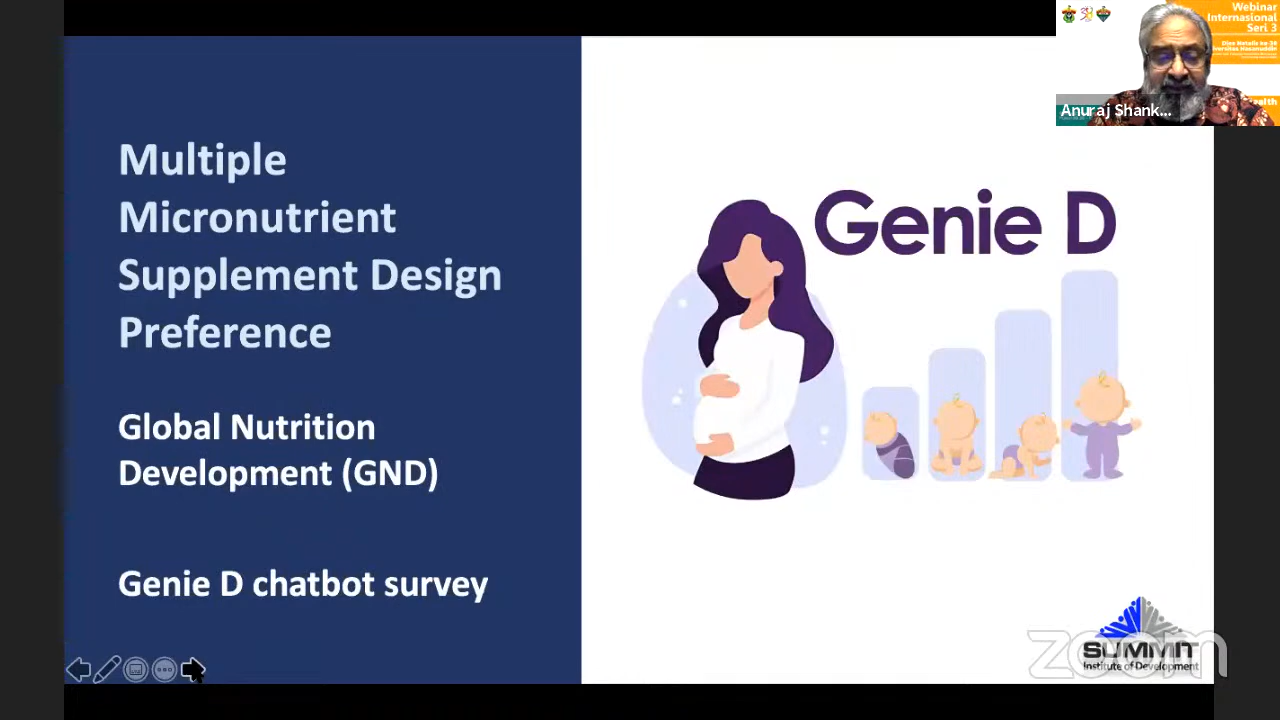 Multiple
Micronutrient
Supplement Design
Preference
Global Nutrition
Development (GND)
Genie D chatbot survey
Genie D
SUMMIT
Institute of Development
zoom
Webinar
Internasional
Seri 3
Anuraj Shank...